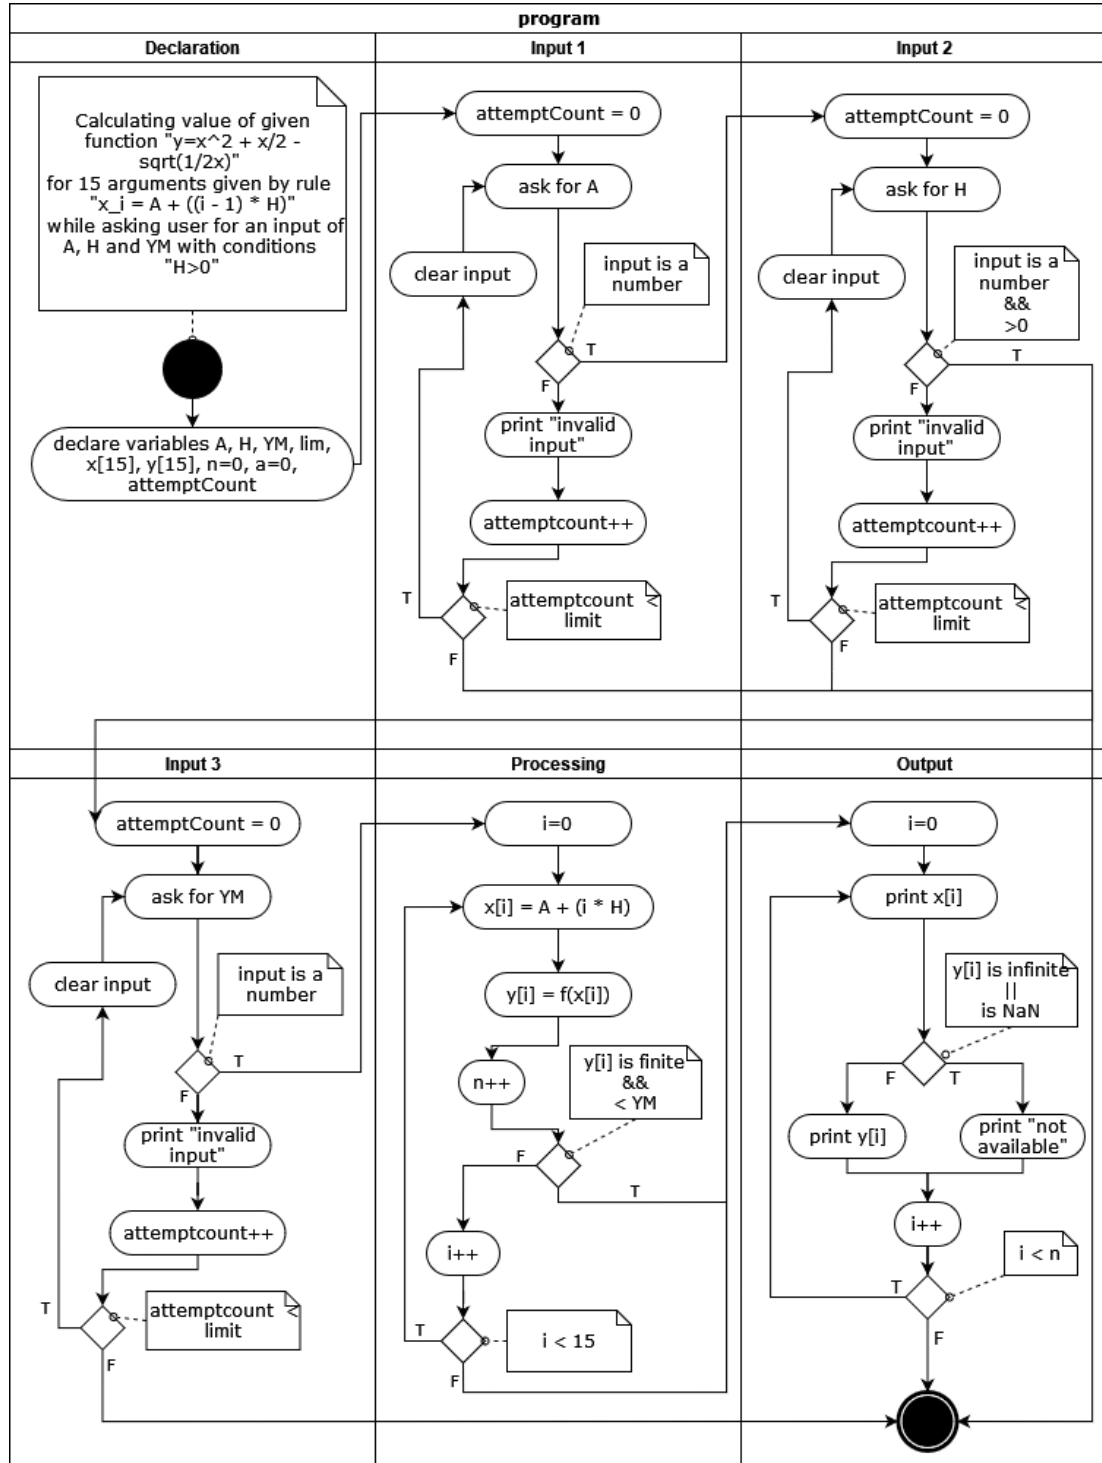 program
Declaration
Input 1
Input 2
Calculating value of given
function "y=x^2 + x/2 -
sqrt(1/2x)"
for 15 arguments given by rule
"x_i = A + ((i - 1) * H)"
while asking user for an input of
A, H and YM with conditions
"H>0"
declare variables A, H, YM, lim,
x[15], y[15], n=0, a=0,
attemptCount
attemptCount = 0
ask for A
clear input
input is a
number
T
F
print "invalid
input"
attemptcount++
T
attemptcount <
limit
F
attemptCount = 0
ask for H
clear input
input is a
number
&&
>0
T
F
print "invalid
input"
attemptcount++
T
attemptcount <
limit
F
Input 3
Processing
Output
attemptCount = 0
ask for YM
clear input
input is a
number
T
F
print "invalid
input"
attemptcount++
T
attemptcount <
limit
F
i=0
x[i] = A + (i * H)
y[i] = f(x[i])
n++
y[i] is finite
&&
< YM
F
T
i++
T
i < 15
F
i=0
print x[i]
y[i] is infinite
||
is NaN
F
T
print y[i]
print "not
available"
i++
i < n
T
F